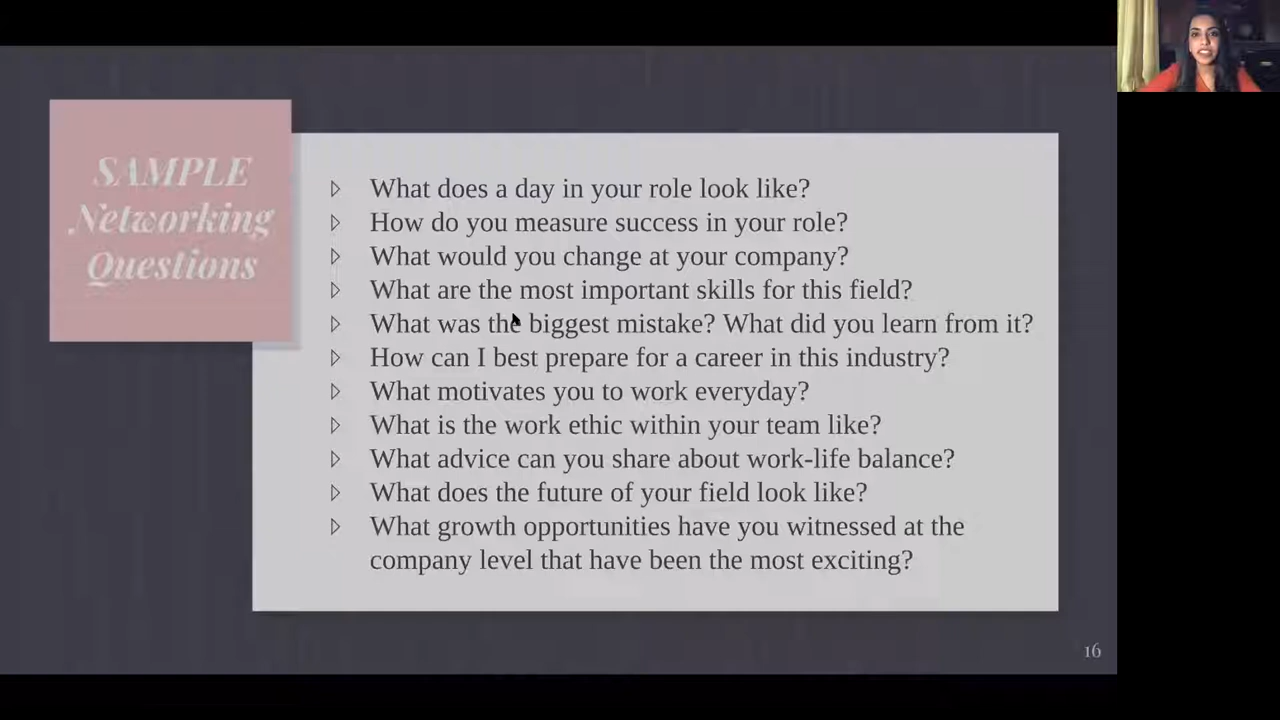 SAMPLE
Networking
Questions
What does a day in your role look like?
How do you measure success in your role?
What would you change at your company?
What are the most important skills for this field?
What was the biggest mistake? What did you learn from it?
How can I best prepare for a career in this industry?
What motivates you to work everyday?
What is the work ethic within your team like?
What advice can you share about work-life balance?
What does the future of your field look like?
What growth opportunities have you witnessed at the
company level that have been the most exciting?
16